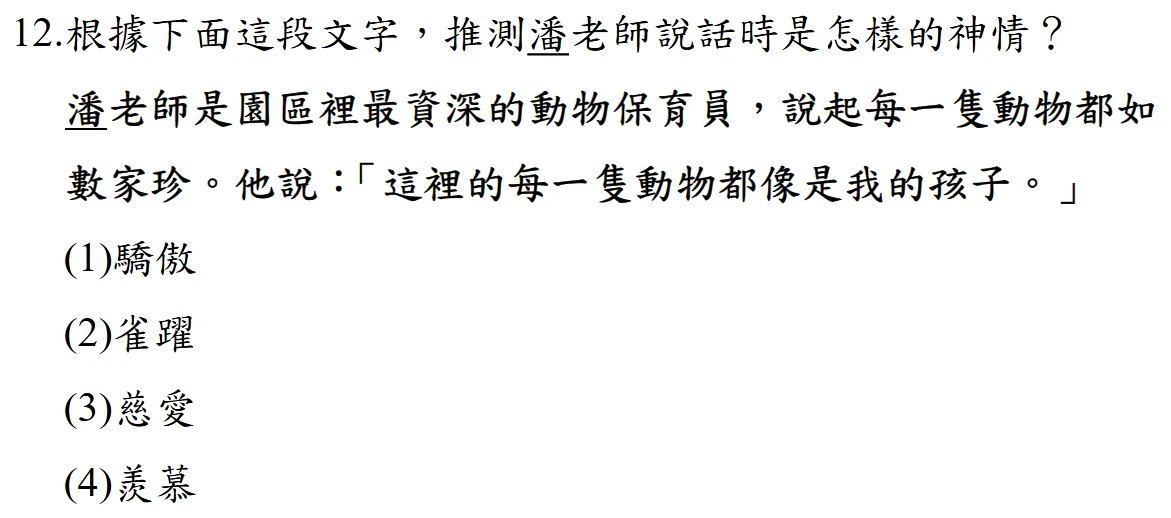 12.根據下面這段文字，推測潘老師說話時是怎樣的神情？
潘老師是園區裡最資深的動物保育員，說起每一隻動物都如
數家珍。他說：「這裡的每一隻動物都像是我的孩子。」
(1)驕傲
(2)雀躍
(3)慈愛
(4)羨慕